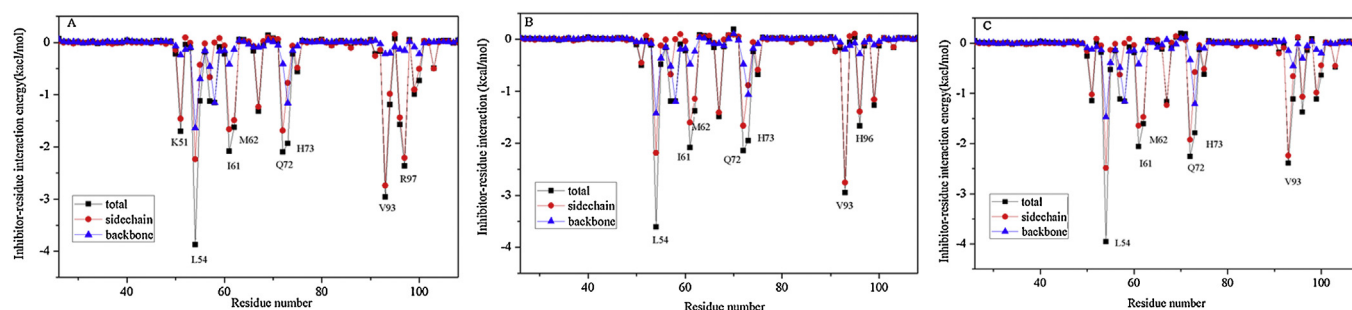 A
Inhibitor-residue interaction energy(kacl/mol)
0
-1
-2
-3
-4
K51
L54
I61
M62
Q72
H73
V93
R97
total
sidechain
backbone
40
60
80
100
Residue number
B
Inhibitor-residue interaction (kcal/mol)
0
-1
-2
-3
-4
L54
I61
M62
Q72
H73
V93
H96
total
sidechain
backbone
40
60
80
100
Residue number
C
Inhibitor-residue interaction energy(kacl/mol)
0
-1
-2
-3
-4
L54
I61
M62
Q72
H73
V93
total
sidechain
backbone
40
60
80
100
Residue number